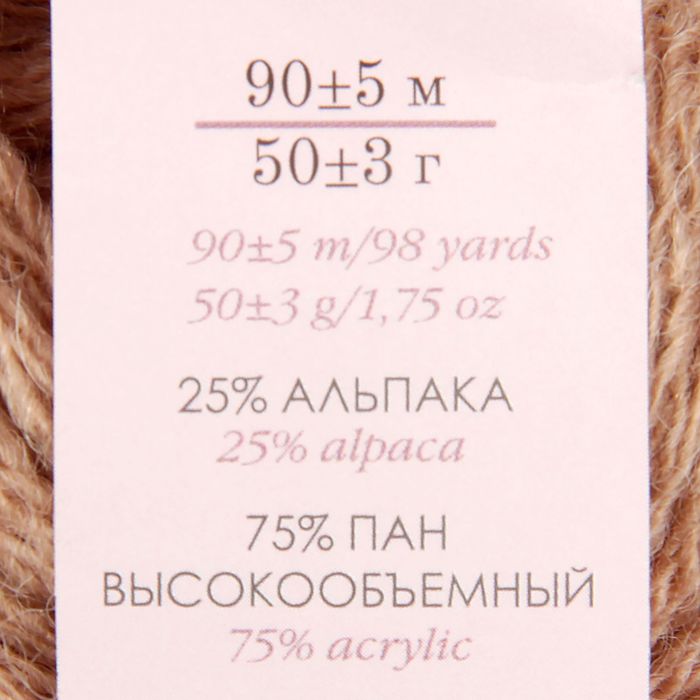 90±5 м
50±3 г
90±5 m/98 yards
50±3 g/1,75 oz
25% АЛЬПАКА
25% alpaca
75% ПАН
ВЫСОКООБЪЕМНЫЙ
75% acrylic